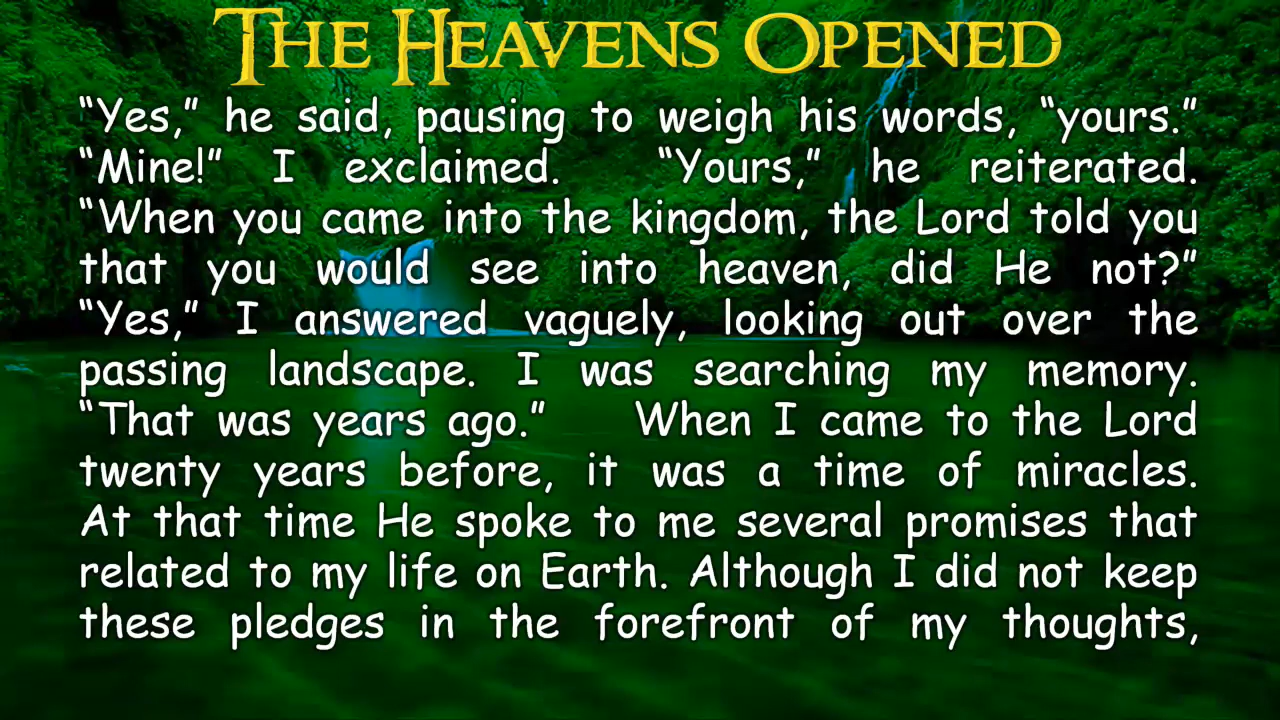 THE HEAVENS OPENED
“Yes,” he said, pausing to weigh his words, “yours.”
“Mine!” I exclaimed. “Yours,” he reiterated.
“When you came into the kingdom, the Lord told you
that you would see into heaven, did He not?”
“Yes,” I answered vaguely, looking out over the
passing landscape. I was searching my memory.
“That was years ago.” When I came to the Lord
twenty years before, it was a time of miracles.
At that time He spoke to me several promises that
related to my life on Earth. Although I did not keep
these pledges in the forefront of my thoughts,